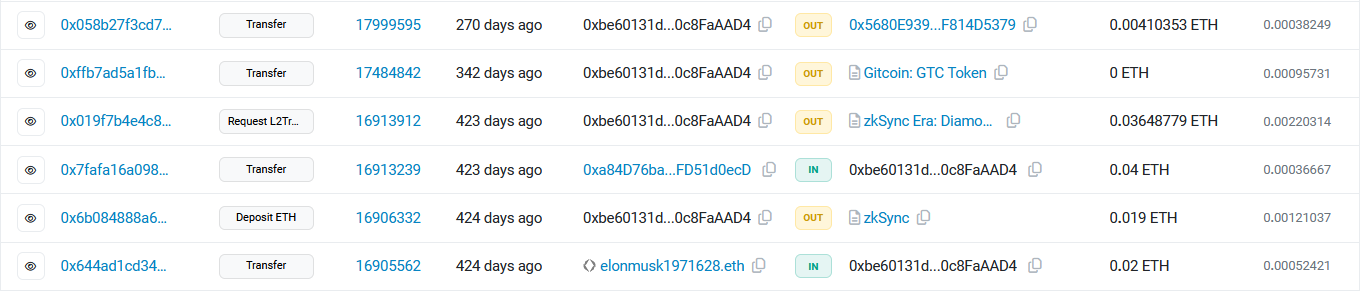 0x058b27f3cd7... Transfer 17999595 270 days ago 0xbe60131d...0c8FaAAD4 OUT 0x5680E939...F814D5379 0.00410353 ETH 0.00038249
0xffb7ad5a1fb... Transfer 17484842 342 days ago 0xbe60131d...0c8FaAAD4 OUT Gitcoin: GTC Token 0 ETH 0.00095731
0x019f7b4e4c8... Request L2Tr... 16913912 423 days ago 0xbe60131d...0c8FaAAD4 OUT zkSync Era: Diamo... 0.03648779 ETH 0.00220314
0x7fafa16a098... Transfer 16913239 423 days ago 0xa84D76ba...FD51d0ecD IN 0xbe60131d...0c8FaAAD4 0.04 ETH 0.00036667
0x6b084888a6... Deposit ETH 16906332 424 days ago 0xbe60131d...0c8FaAAD4 OUT zkSync 0.019 ETH 0.00121037
0x644ad1cd34... Transfer 16905562 424 days ago elonmusk1971628.eth IN 0xbe60131d...0c8FaAAD4 0.02 ETH 0.00052421